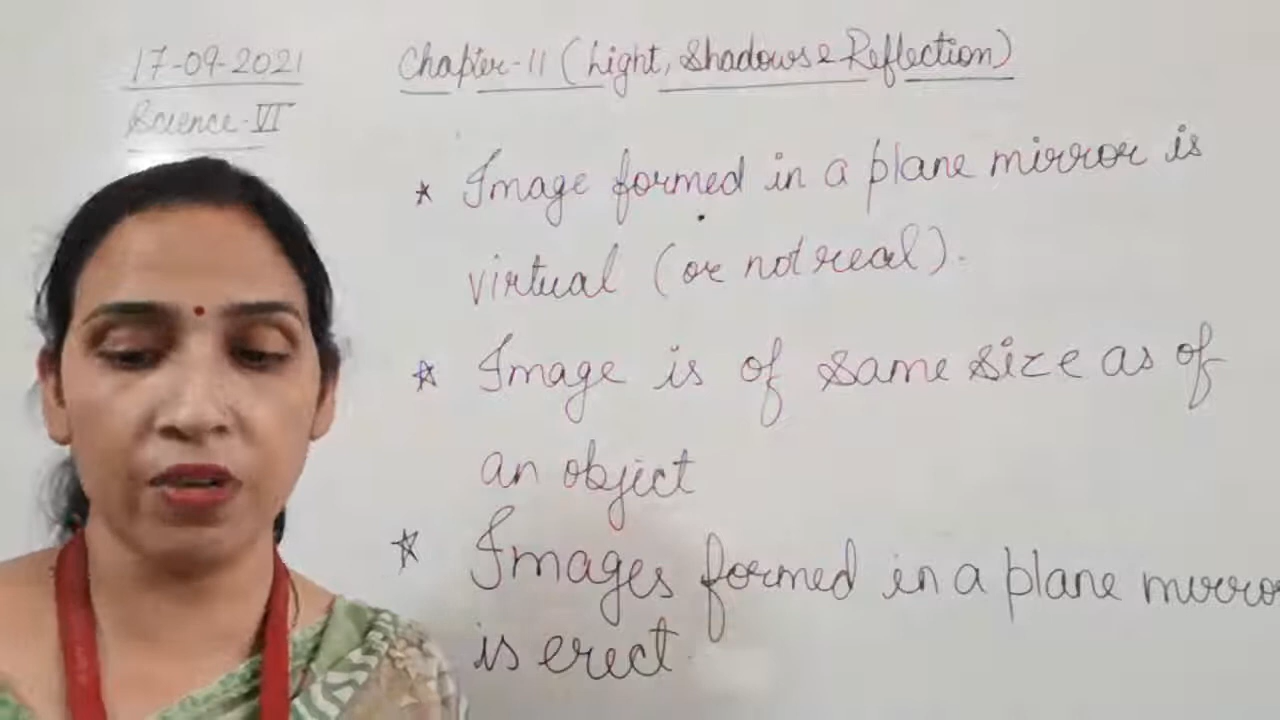 17-09-2021
Chapter-11 (Light, Shadows & Reflection)
Science-VI
* Image formed in a plane mirror is
virtual (or not real).
* Image is of same size as of
an object
* Images formed in a plane mirro
is erect